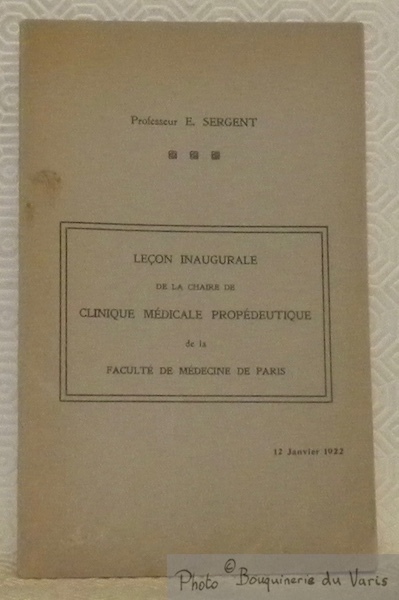 Professeur E. SERGENT
LEÇON INAUGURALE
DE LA CHAIRE DE
CLINIQUE MÉDICALE PROPÉDEUTIQUE
de la
FACULTÉ DE MÉDECINE DE PARIS
12 Janvier 1922
Photo © Bouquinerie du Varis